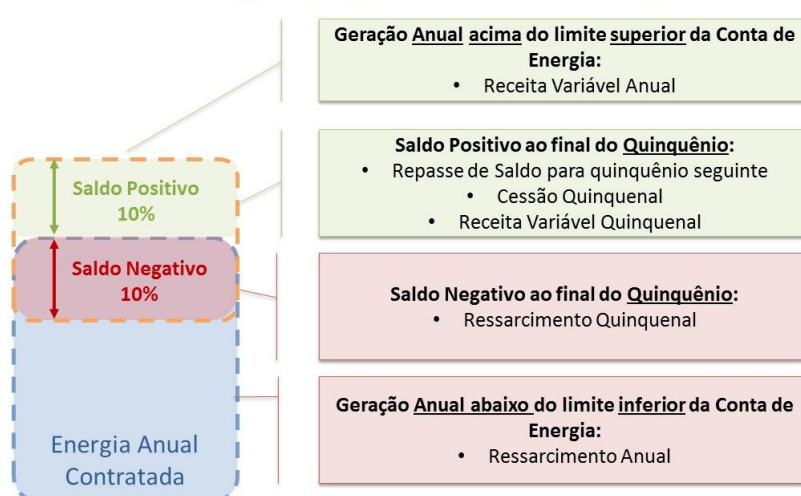 Geração Anual acima do limite superior da Conta de
Energia:
• Receita Variável Anual
Saldo Positivo ao final do Quinquênio:
• Repasse de Saldo para quinquênio seguinte
• Cessão Quinquenal
• Receita Variável Quinquenal
Saldo Positivo
10%
Saldo Negativo
10%
Saldo Negativo ao final do Quinquênio:
• Ressarcimento Quinquenal
Geração Anual abaixo do limite inferior da Conta de
Energia:
• Ressarcimento Anual
Energia Anual
Contratada